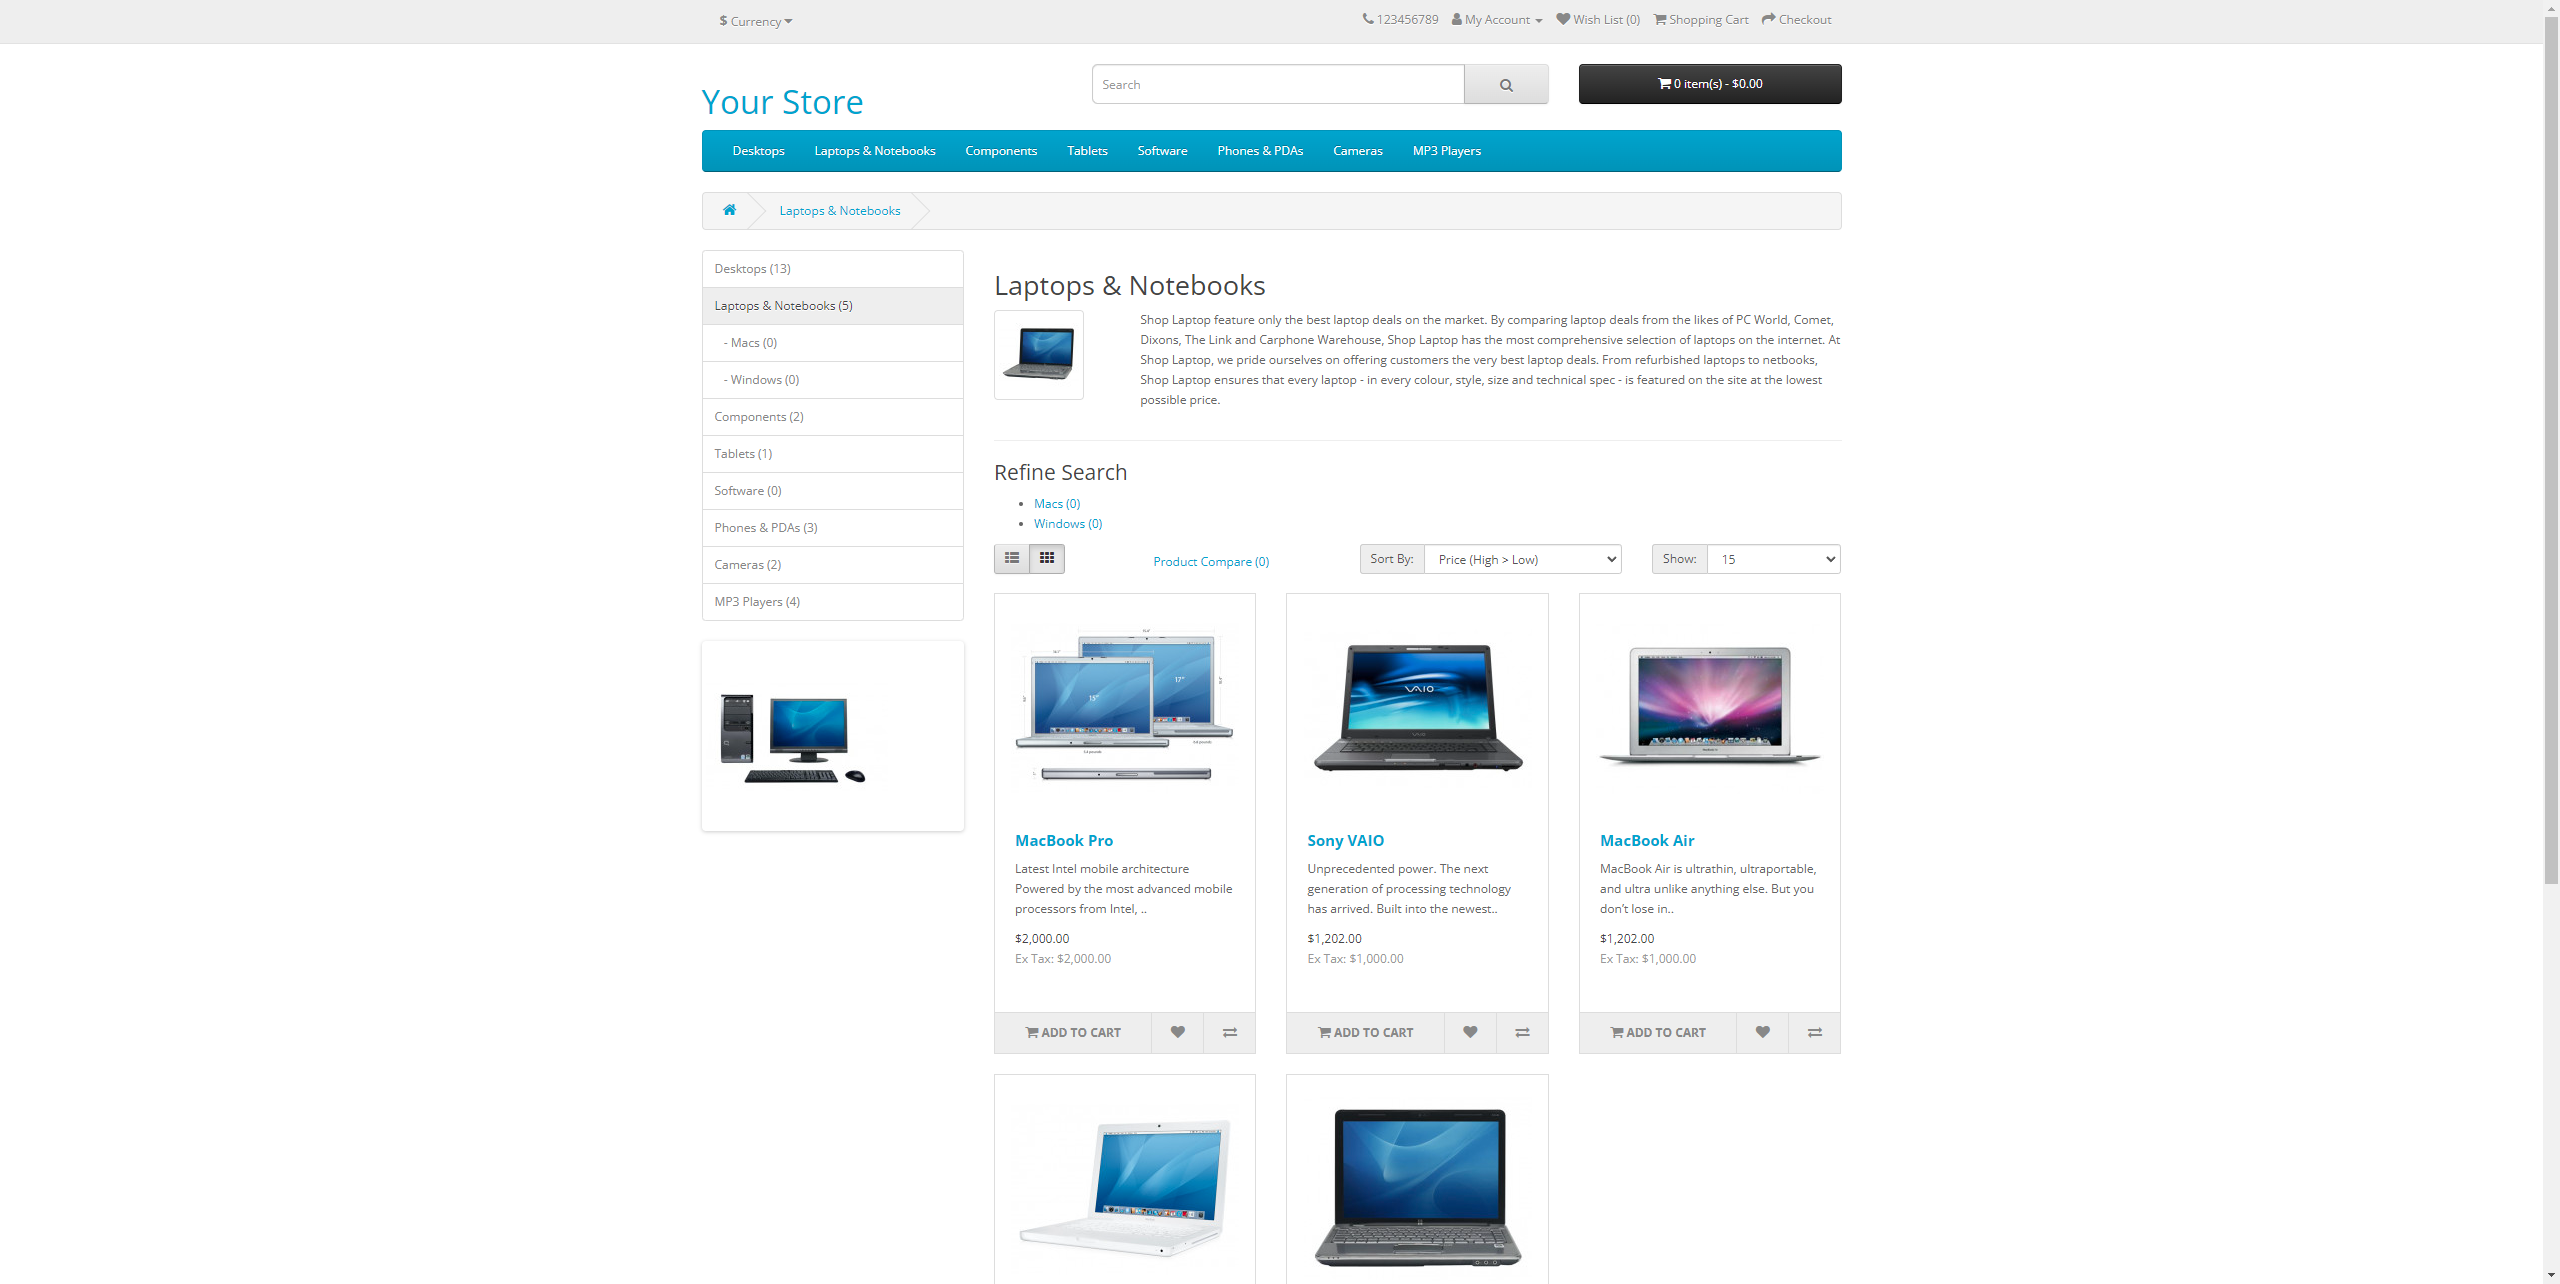 $ Currency
123456789 My Account Wish List (0) Shopping Cart Checkout
Your Store
Search
0 item(s) - $0.00
Desktops Laptops & Notebooks Components Tablets Software Phones & PDAs Cameras MP3 Players
Laptops & Notebooks
Desktops (13)
Laptops & Notebooks (5)
- Macs (0)
- Windows (0)
Components (2)
Tablets (1)
Software (0)
Phones & PDAs (3)
Cameras (2)
MP3 Players (4)
Laptops & Notebooks
Shop Laptop feature only the best laptop deals on the market. By comparing laptop deals from the likes of PC World, Comet,
Dixons, The Link and Carphone Warehouse, Shop Laptop has the most comprehensive selection of laptops on the internet. At
Shop Laptop, we pride ourselves on offering customers the very best laptop deals. From refurbished laptops to netbooks,
Shop Laptop ensures that every laptop - in every colour, style, size and technical spec - is featured on the site at the lowest
possible price.
Refine Search
Macs (0)
Windows (0)
Product Compare (0)
Sort By: Price (High > Low)
Show: 15
15"
17"
MacBook Pro
Latest Intel mobile architecture
Powered by the most advanced mobile
processors from Intel, ..
$2,000.00
Ex Tax: $2,000.00
ADD TO CART
VAIO
Sony VAIO
Unprecedented power. The next
generation of processing technology
has arrived. Built into the newest..
$1,202.00
Ex Tax: $1,000.00
ADD TO CART
MacBook Air
MacBook Air is ultrathin, ultraportable,
and ultra unlike anything else. But you
don’t lose in..
$1,202.00
Ex Tax: $1,000.00
ADD TO CART